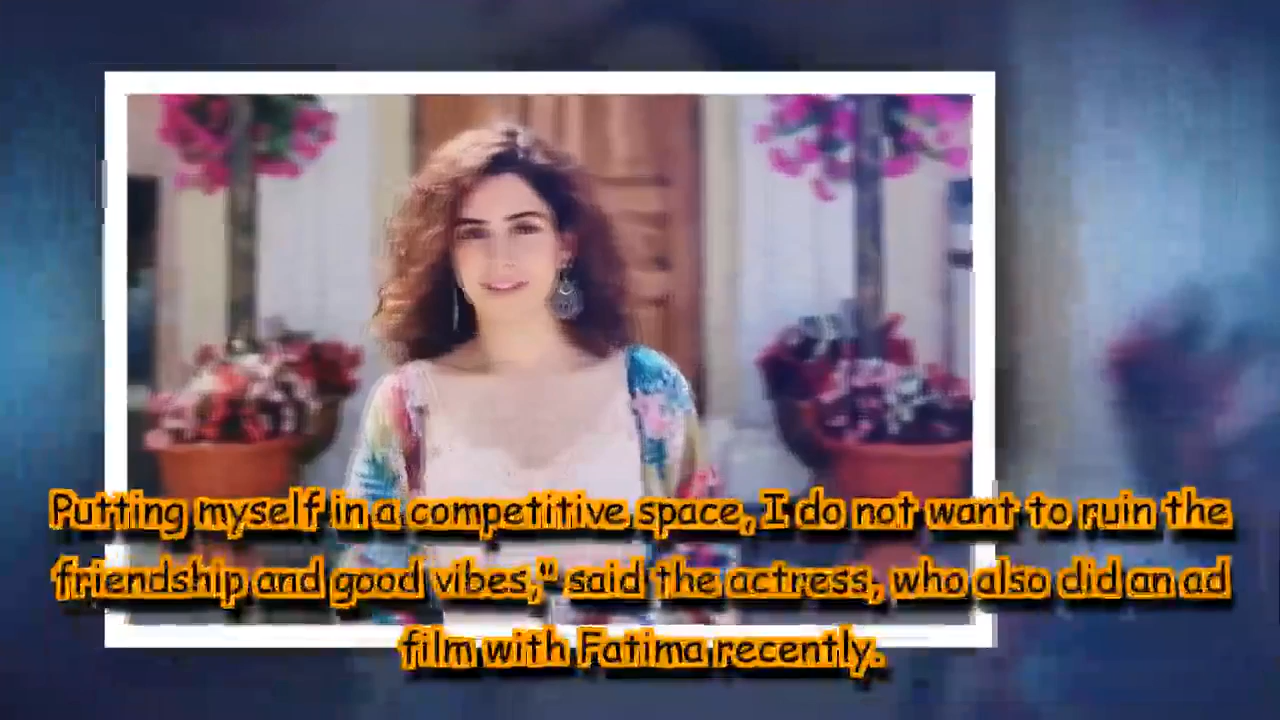 Putting myself in a competitive space, I do not want to ruin the
friendship and good vibes," said the actress, who also did an ad
film with Fatima recently.